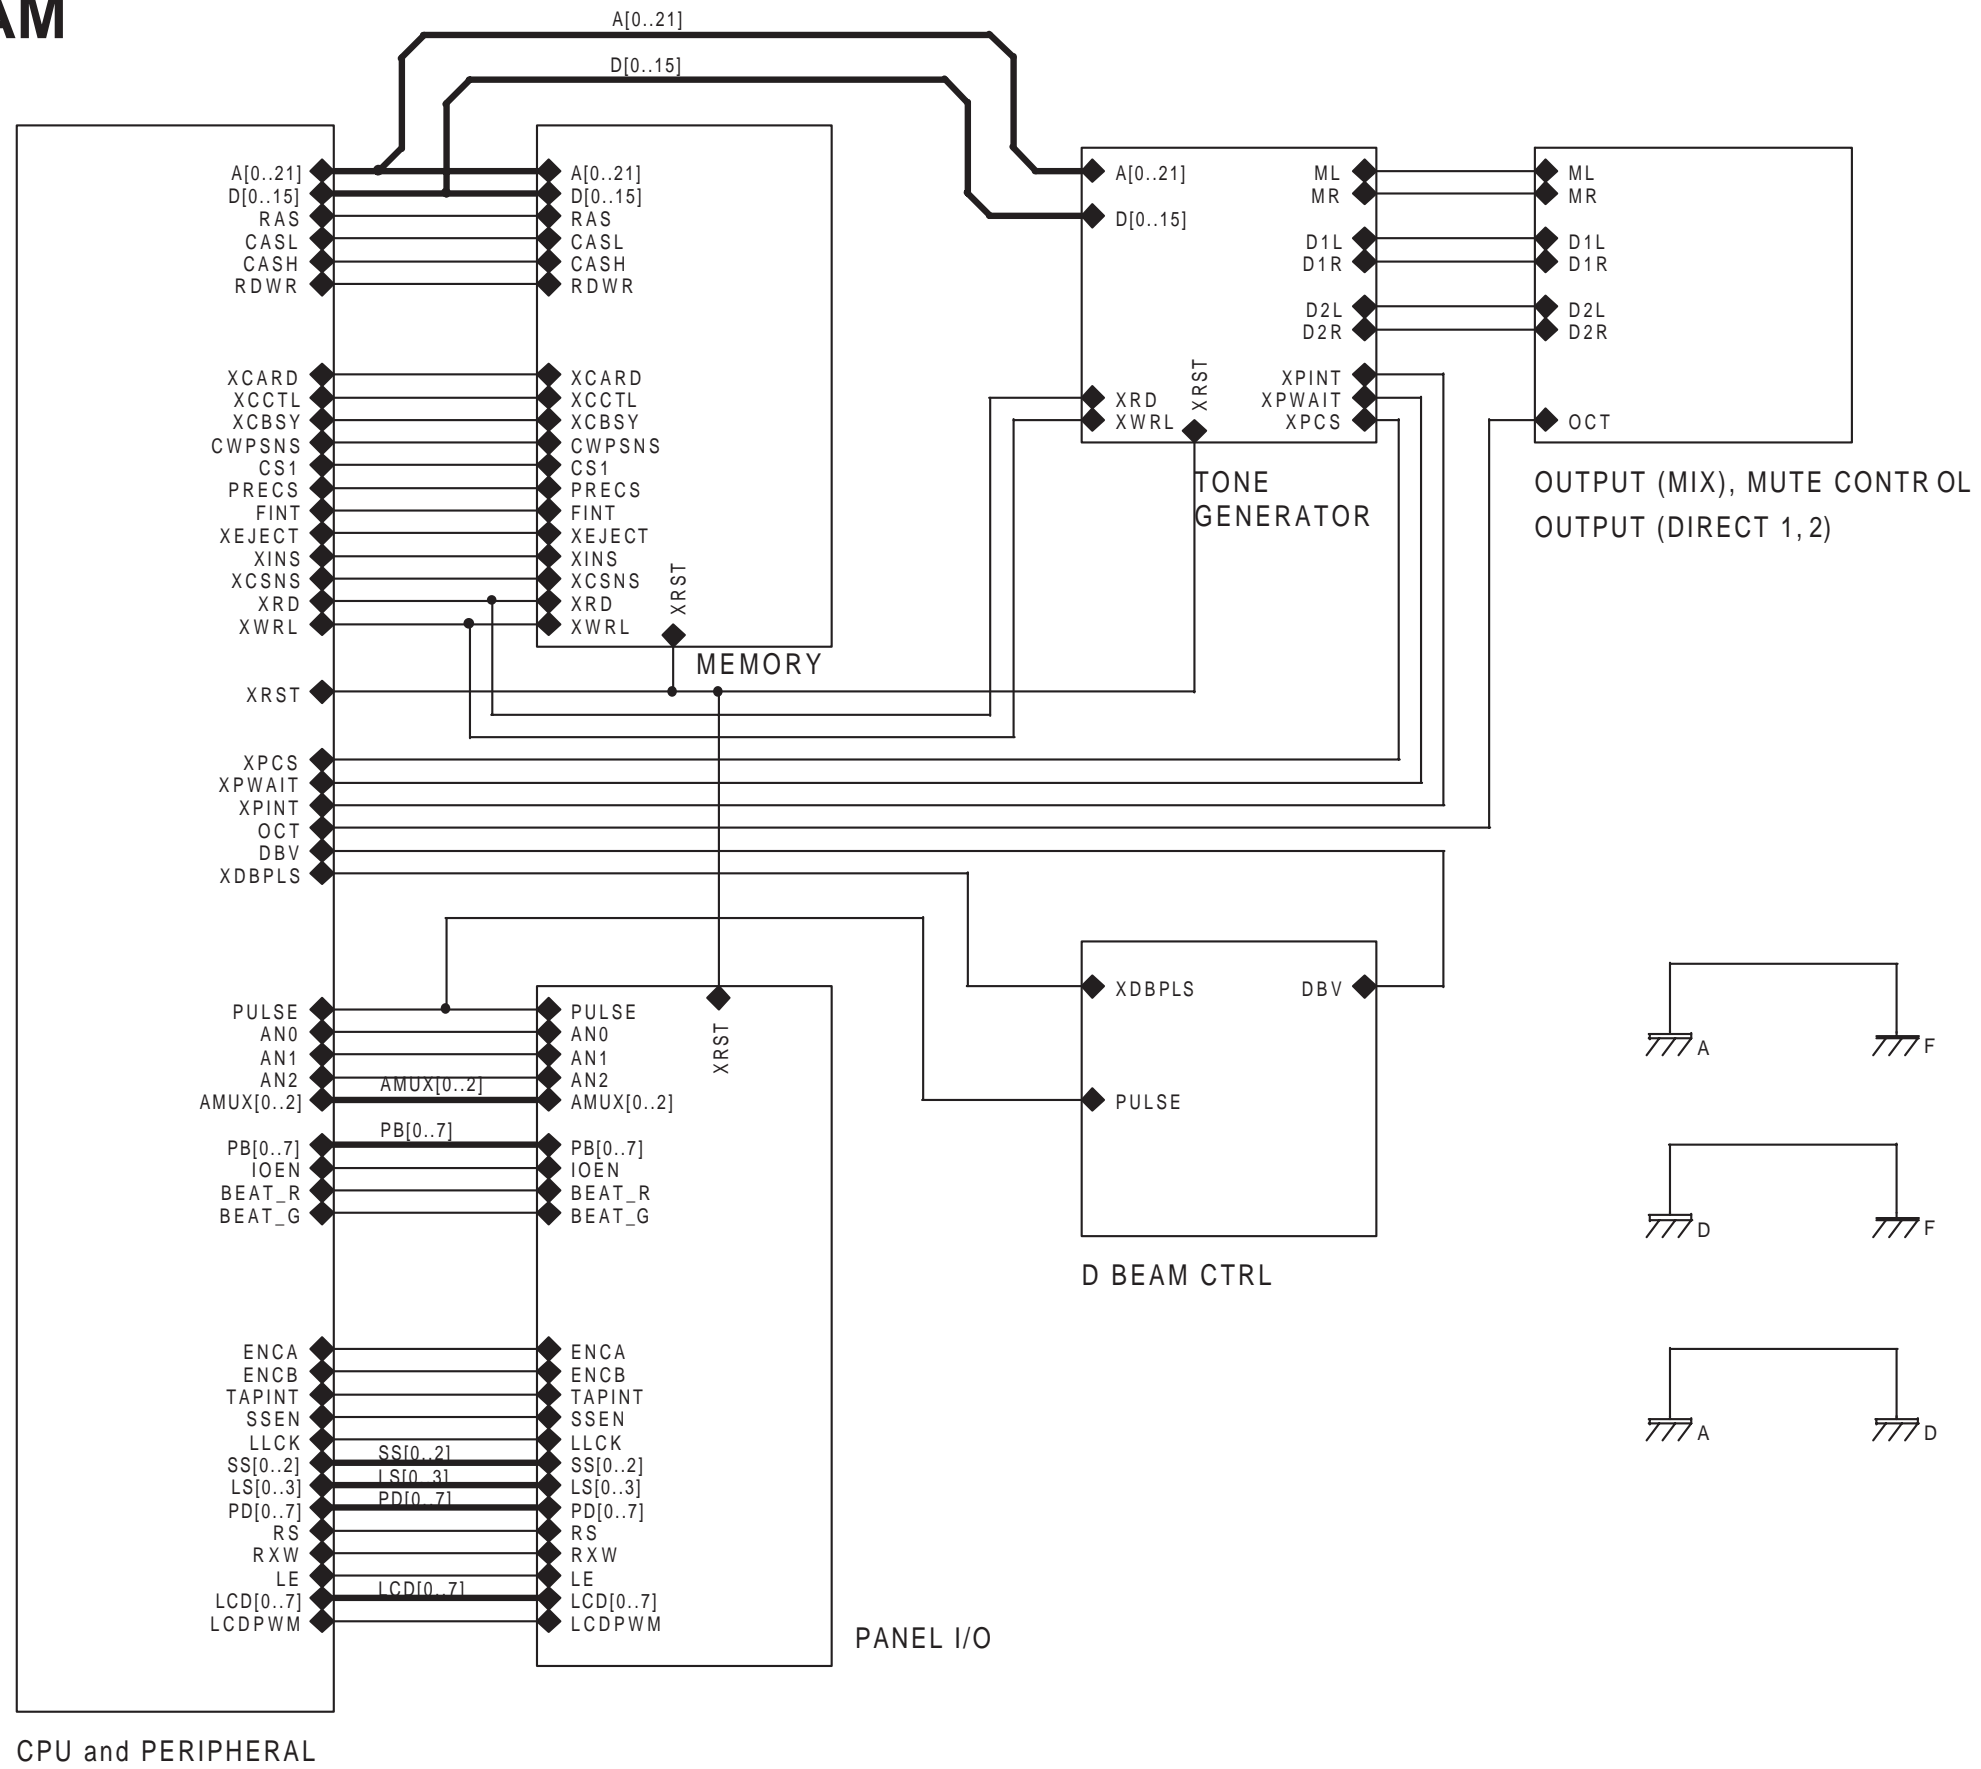 AM
A[0..21]
D[0..15]
A[0..21]
D[0..15]
RAS
CASL
CASH
RDWR
XCARD
XCCTL
XCBSY
CWPSNS
CS1
PRECS
FINT
XEJECT
XINS
XCSNS
XRD
XWRL
XRST
XPCS
XPWAIT
XPINT
OCT
DBV
XDBPLS
PULSE
AN0
AN1
AN2
AMUX[0..2]
PB[0..7]
IOEN
BEAT_R
BEAT_G
ENCA
ENCB
TAPINT
SSEN
LLCK
SS[0..2]
LS[0..3]
PD[0..7]
RS
RXW
LE
LCD[0..7]
LCDPWM
CPU and PERIPHERAL
A[0..21]
D[0..15]
RAS
CASL
CASH
RDWR
XCARD
XCCTL
XCBSY
CWPSNS
CS1
PRECS
FINT
XEJECT
XINS
XCSNS
XRD
XWRL
XRST
MEMORY
AMUX[0..2]
PB[0..7]
SS[0..2]
LS[0..3]
PD[0..7]
LCD[0..7]
XRST
PULSE
AN0
AN1
AN2
AMUX[0..2]
PB[0..7]
IOEN
BEAT_R
BEAT_G
ENCA
ENCB
TAPINT
SSEN
LLCK
SS[0..2]
LS[0..3]
PD[0..7]
RS
RXW
LE
LCD[0..7]
LCDPWM
PANEL I/O
A[0..21]
D[0..15]
XRD
XWRL
XRST
ML
MR
D1L
D1R
D2L
D2R
XPINT
XPWAIT
XPCS
TONE
GENERATOR
ML
MR
D1L
D1R
D2L
D2R
OCT
OUTPUT (MIX), MUTE CONTROL
OUTPUT (DIRECT 1, 2)
XDBPLS
DBV
PULSE
D BEAM CTRL
A
F
D
F
A
D